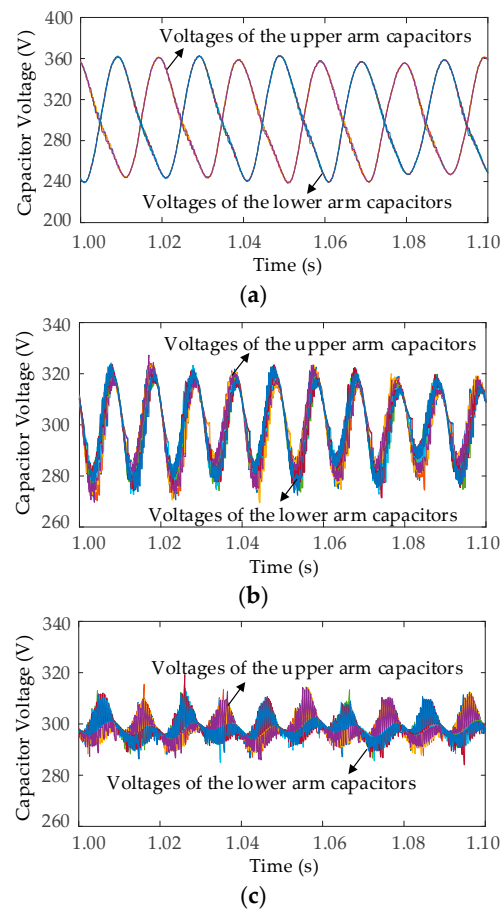 400
360
320
280
240
200
Capacitor Voltage (V)
Voltages of the upper arm capacitors
Voltages of the lower arm capacitors
1.00 1.02 1.04 1.06 1.08 1.10
Time (s)
(a)
340
320
300
280
260
Capacitor Voltage (V)
Voltages of the upper arm capacitors
Voltages of the lower arm capacitors
1.00 1.02 1.04 1.06 1.08 1.10
Time (s)
(b)
340
320
300
280
260
Capacitor Voltage (V)
Voltages of the upper arm capacitors
Voltages of the lower arm capacitors
1.00 1.02 1.04 1.06 1.08 1.10
Time (s)
(c)